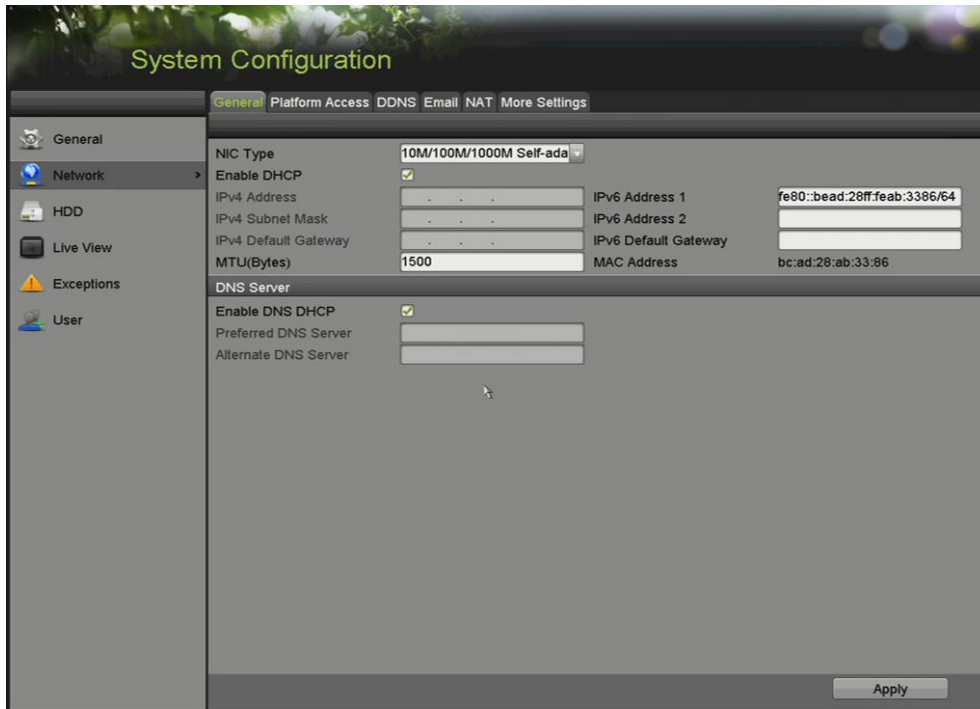 System Configuration
General Platform Access DDNS Email NAT More Settings
General
Network
HDD
Live View
Exceptions
User
NIC Type 10M/100M/1000M Self-ada
Enable DHCP
IPv4 Address . . . IPv6 Address 1 fe80::bead:28ff:feab:3386/64
IPv4 Subnet Mask . . . IPv6 Address 2
IPv4 Default Gateway . . . IPv6 Default Gateway
MTU(Bytes) 1500 MAC Address bc:ad:28:ab:33:86
DNS Server
Enable DNS DHCP
Preferred DNS Server
Alternate DNS Server
Apply